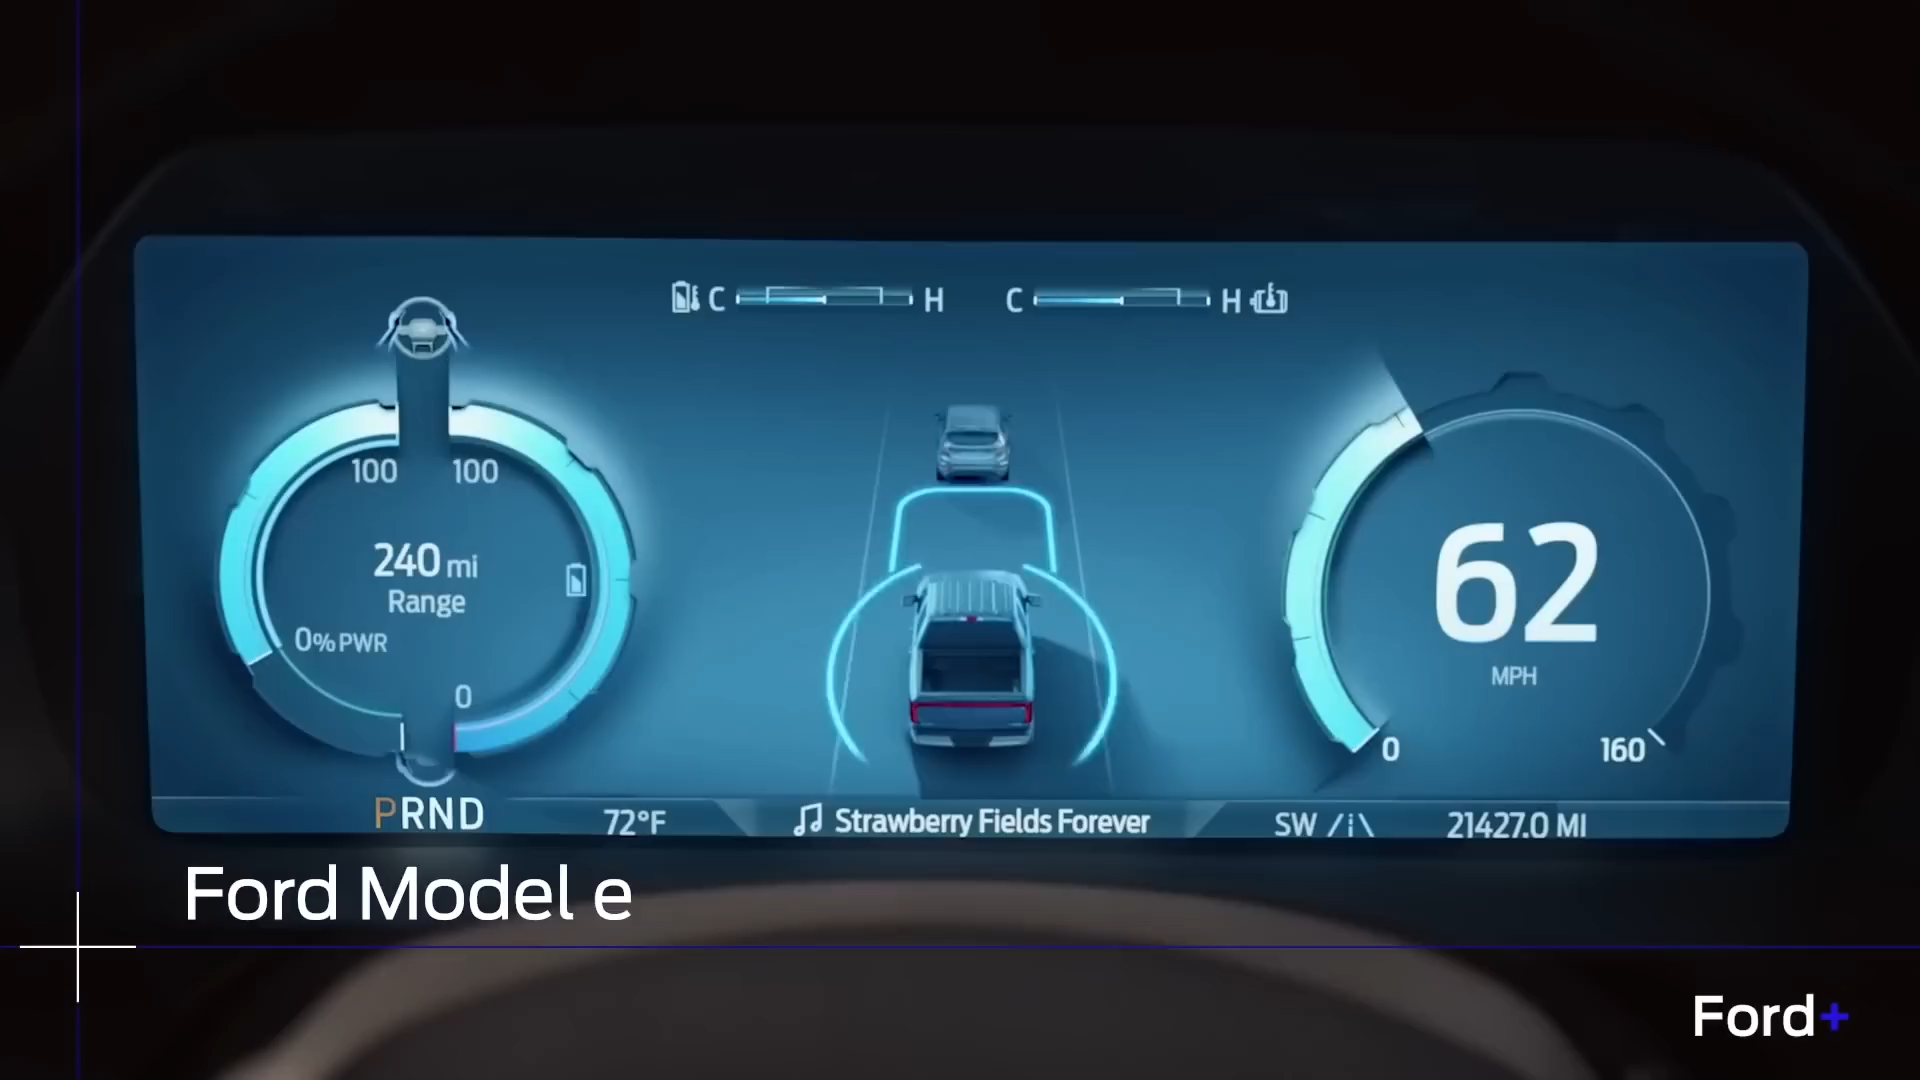 C H C H
100 100
240 mi
Range
0% PWR
0
62
MPH
0 160
PRND
72°F
Strawberry Fields Forever
SW
21427.0 MI
Ford Model e
Ford+